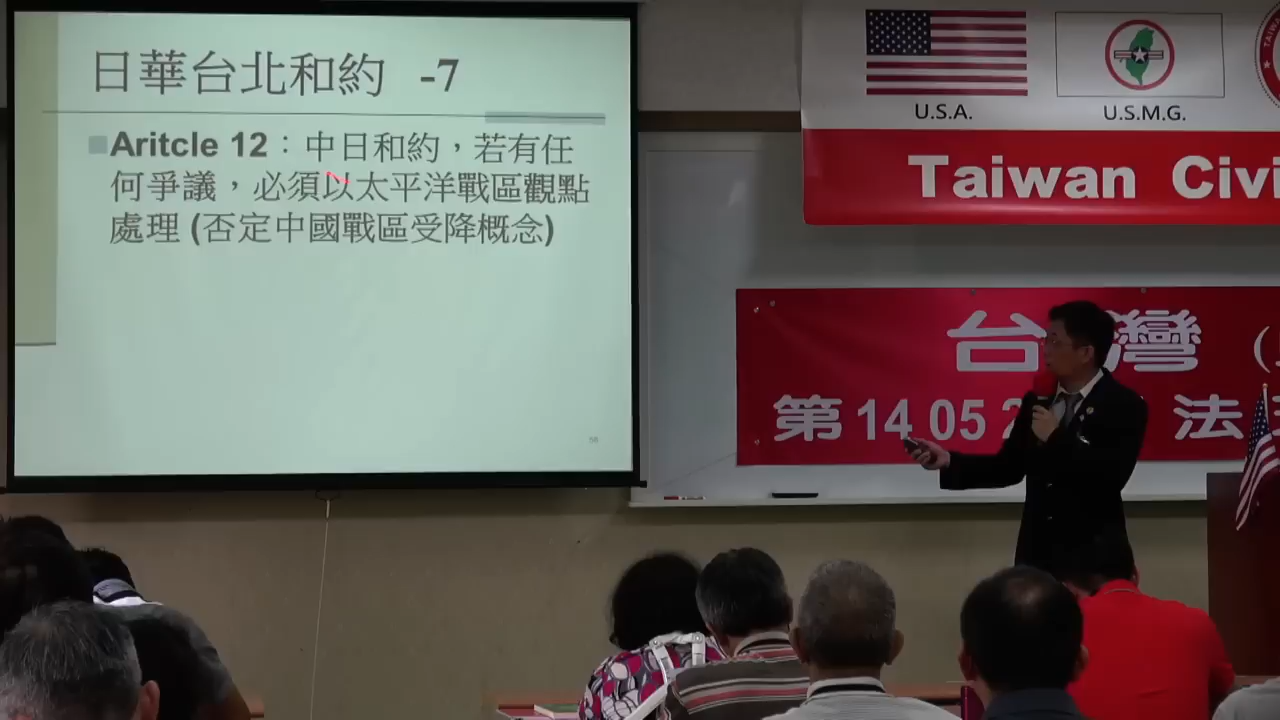 日華台北和約 -7
Aritcle 12：中日和約，若有任
何爭議，必須以太平洋戰區觀點
處理 (否定中國戰區受降概念)
U.S.A.
U.S.M.G.
Taiwan Civi
台灣
第 14 05 2 法